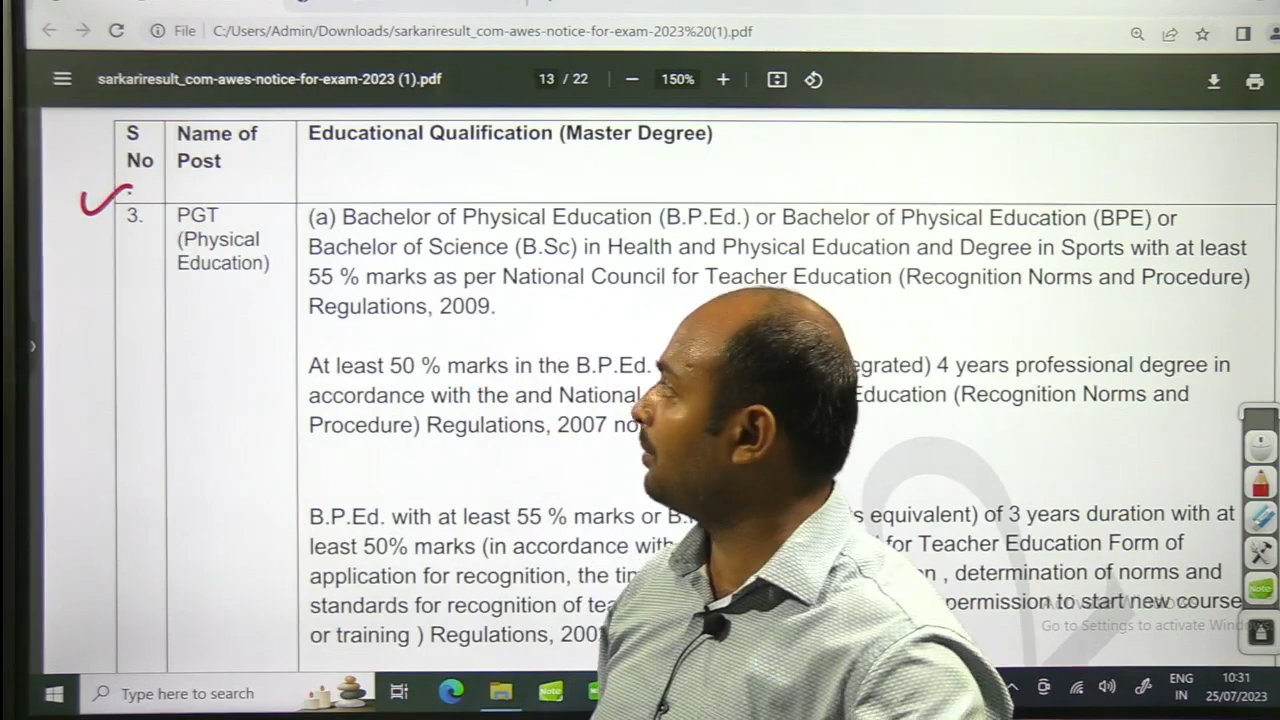 File C:/Users/Admin/Downloads/sarkariresult_com-awes-notice-for-exam-2023%20(1).pdf
sarkariresult_com-awes-notice-for-exam-2023 (1).pdf 13 / 22 150%
S No . Name of Post Educational Qualification (Master Degree)
3. PGT (Physical Education)
(a) Bachelor of Physical Education (B.P.Ed.) or Bachelor of Physical Education (BPE) or
Bachelor of Science (B.Sc) in Health and Physical Education and Degree in Sports with at least
55 % marks as per National Council for Teacher Education (Recognition Norms and Procedure)
Regulations, 2009.
At least 50 % marks in the B.P.Ed. 4 years professional degree in
accordance with the and National Education (Recognition Norms and
Procedure) Regulations, 2007
B.P.Ed. with at least 55 % marks or equivalent) of 3 years duration with at
least 50% marks (in accordance with for Teacher Education Form of
application for recognition, the , determination of norms and
standards for recognition of permission to start new course
or training ) Regulations,
Go to Settings to activate Windows
Type here to search
Note
Note
ENG
IN
10:31
25/07/2023